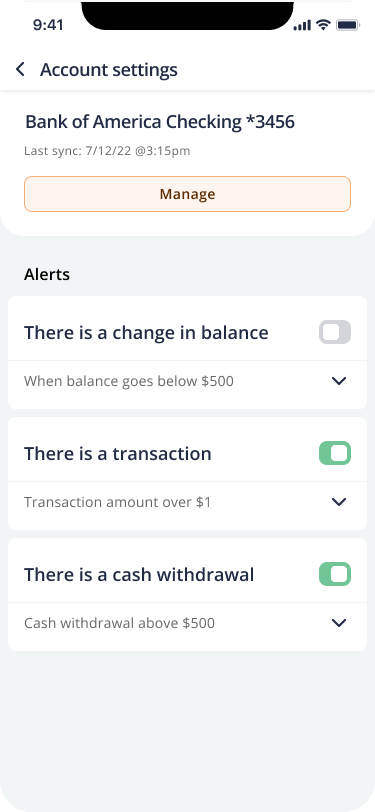 9:41
Account settings
Bank of America Checking *3456
Last sync: 7/12/22 @3:15pm
Manage
Alerts
There is a change in balance
When balance goes below $500
There is a transaction
Transaction amount over $1
There is a cash withdrawal
Cash withdrawal above $500